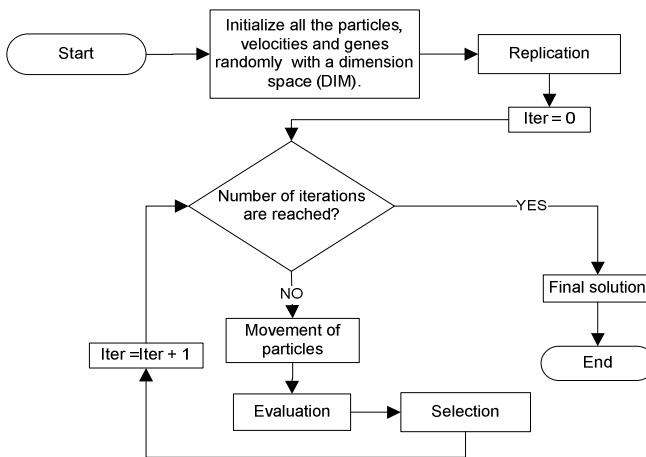 Start
Initialize all the particles,
velocities and genes
randomly with a dimension
space (DIM).
Replication
Iter = 0
Number of iterations
are reached?
YES
NO
Final solution
Movement of
particles
Iter =Iter + 1
End
Evaluation
Selection